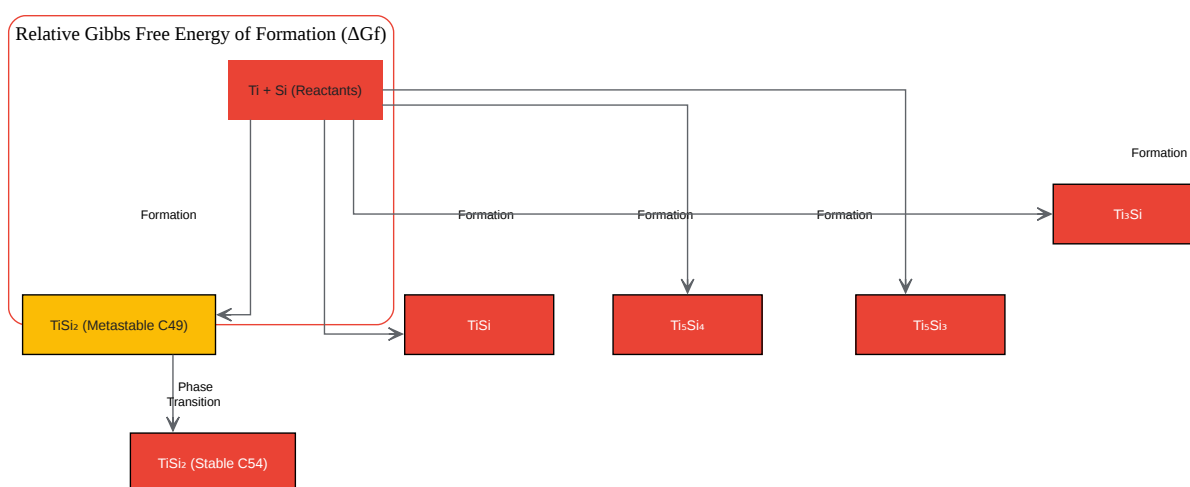 Relative Gibbs Free Energy of Formation (ΔGf)
Ti + Si (Reactants)
Formation
Ti₃Si
Formation
Formation
Formation
Formation
TiSi₂ (Metastable C49)
TiSi
Ti₅Si₄
Ti₅Si₃
Phase
Transition
TiSi₂ (Stable C54)